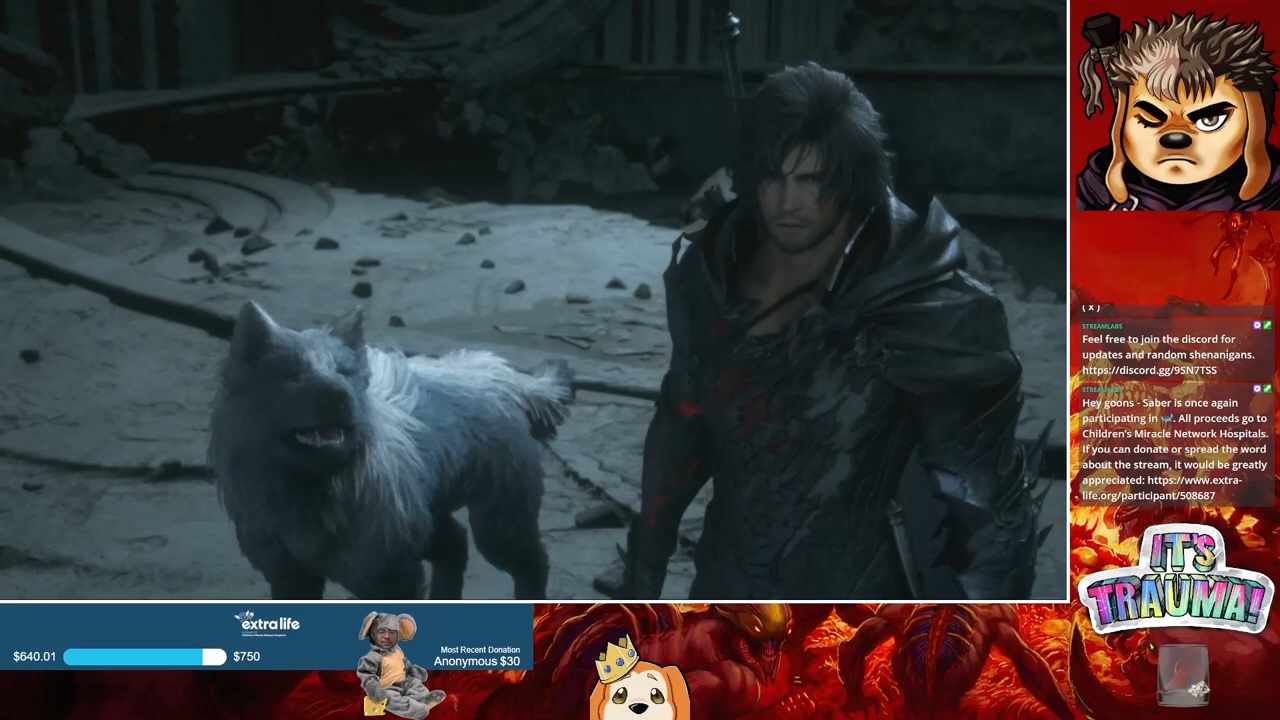 ( X )
STREAMLABS
Feel free to join the discord for
updates and random shenanigans.
https://discord.gg/9SN7TSS
Hey goons - Saber is once again
participating in
. All proceeds go to
Children's Miracle Network Hospitals.
If you can donate or spread the word
about the stream, it would be greatly
appreciated: https://www.extra-
life.org/participant/508687
IT'S
TRAUMA!
extralife
$640.01
$750
Most Recent Donation
Anonymous $30